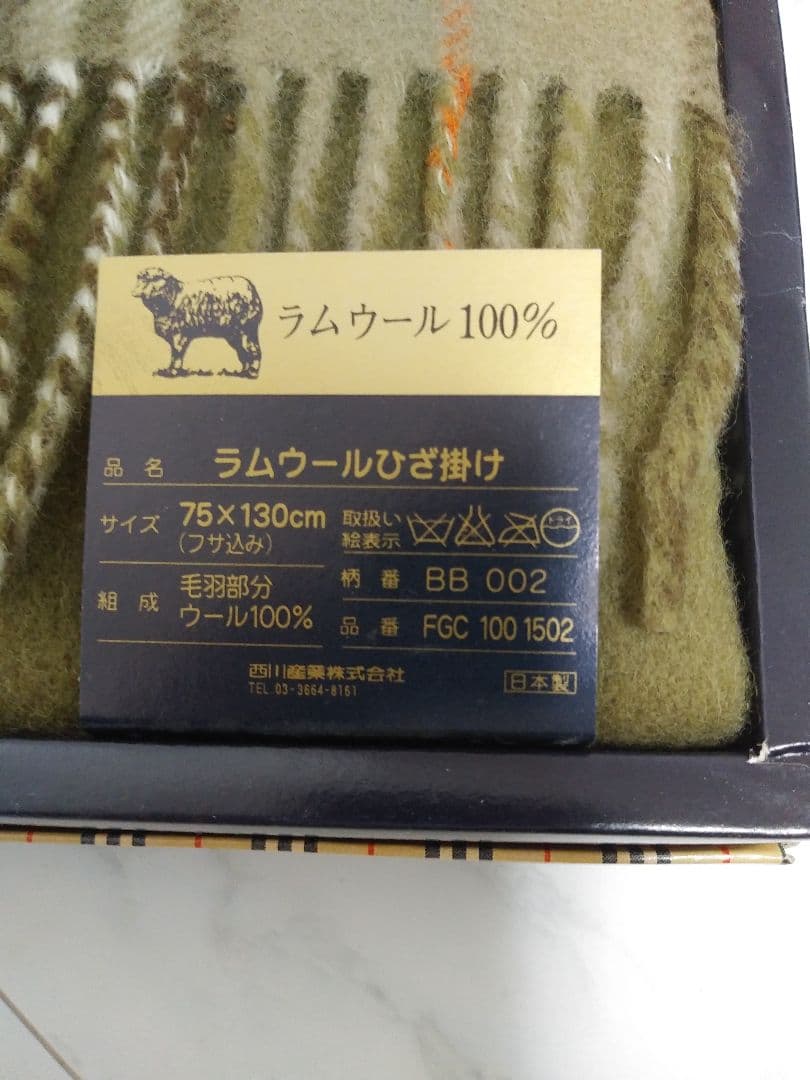 ラムウール100%
品名 ラムウールひざ掛け
サイズ 75×130cm
(フサ込み)
取扱い
絵表示 ドライ
組成 毛羽部分
ウール100%
柄番 BB 002
品番 FGC 100 1502
西川産業株式会社
TEL 03-3664-8161
日本製